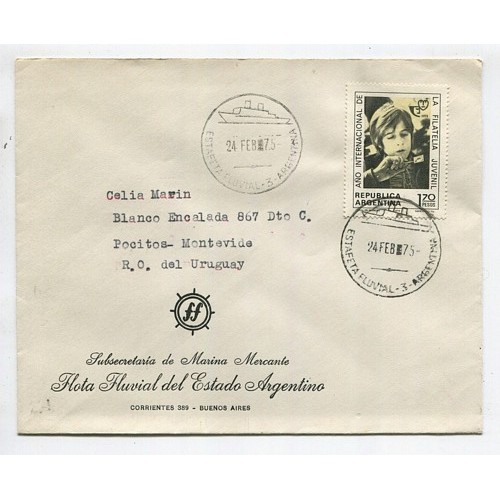 ESTAFETA FLUVIAL-3-ARGENTINA
24 FEB 75
AÑO INTERNACIONAL DE
LA FILATELIA JUVENIL
REPUBLICA
ARGENTINA
1,20
PESOS
ESTAFETA FLUVIAL-3-ARGENTINA
24 FEB 75-
Celia Marin
Blanco Encalada 867 Dto C.
Pocitos- Montevide
R.O. del Uruguay
ff
Subsecretaría de Marina Mercante
Flota Fluvial del Estado Argentino
CORRIENTES 389 - BUENOS AIRES